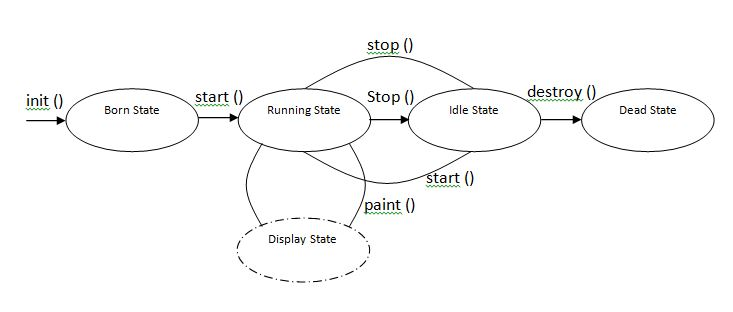 stop ()
init ()
start ()
Stop ()
destroy ()
Born State
Running State
Idle State
Dead State
start ()
paint ()
Display State